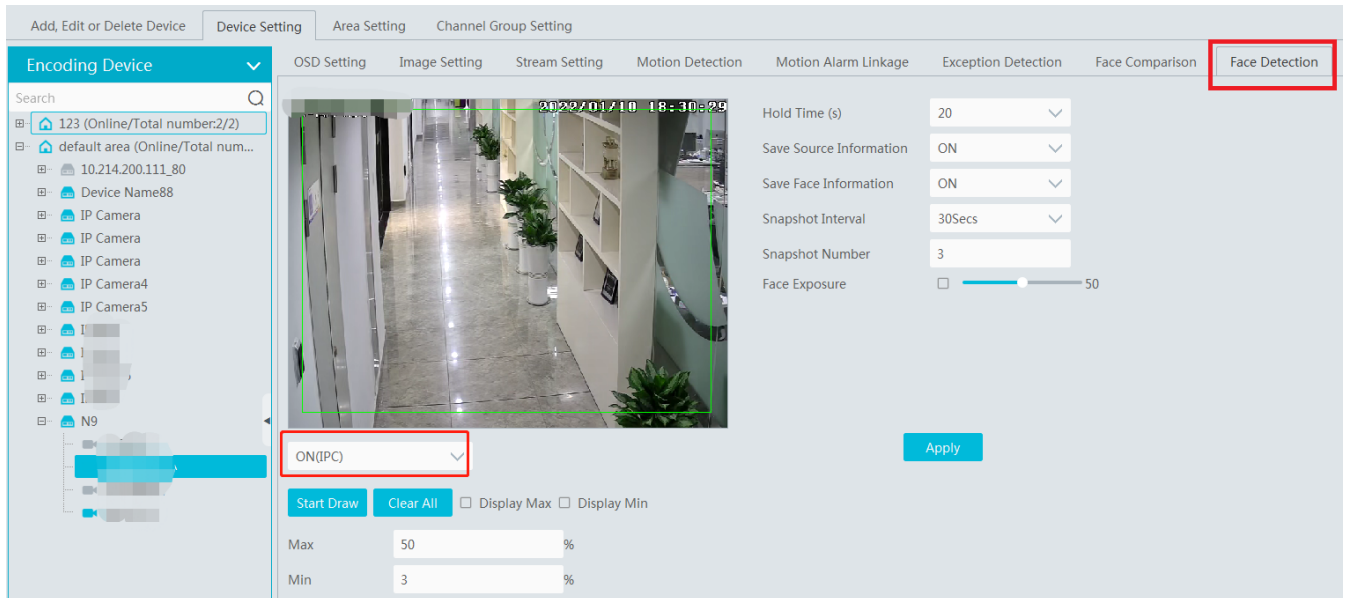 Add, Edit or Delete Device Device Setting Area Setting Channel Group Setting
Encoding Device
Search
123 (Online/Total number:2/2)
default area (Online/Total num...
10.214.200.111_80
Device Name88
IP Camera
IP Camera
IP Camera
IP Camera4
IP Camera5
N9
OSD Setting Image Setting Stream Setting Motion Detection Motion Alarm Linkage Exception Detection Face Comparison Face Detection
2022/01/10 18:30:29
Hold Time (s) 20
Save Source Information ON
Save Face Information ON
Snapshot Interval 30Secs
Snapshot Number 3
Face Exposure 50
ON(IPC)
Apply
Start Draw Clear All Display Max Display Min
Max 50 %
Min 3 %